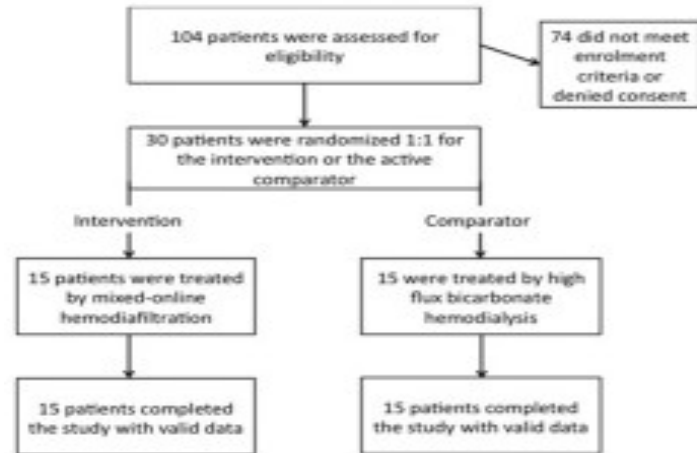 104 patients were assessed for
eligibility
74 did not meet
enrolment
criteria or
denied consent
30 patients were randomized 1:1 for
the intervention or the active
comparator
Intervention
Comparator
15 patients were treated
by mixed-online
hemodiafiltration
15 were treated by high
flux bicarbonate
hemodialysis
15 patients completed
the study with valid data
15 patients completed
the study with valid data